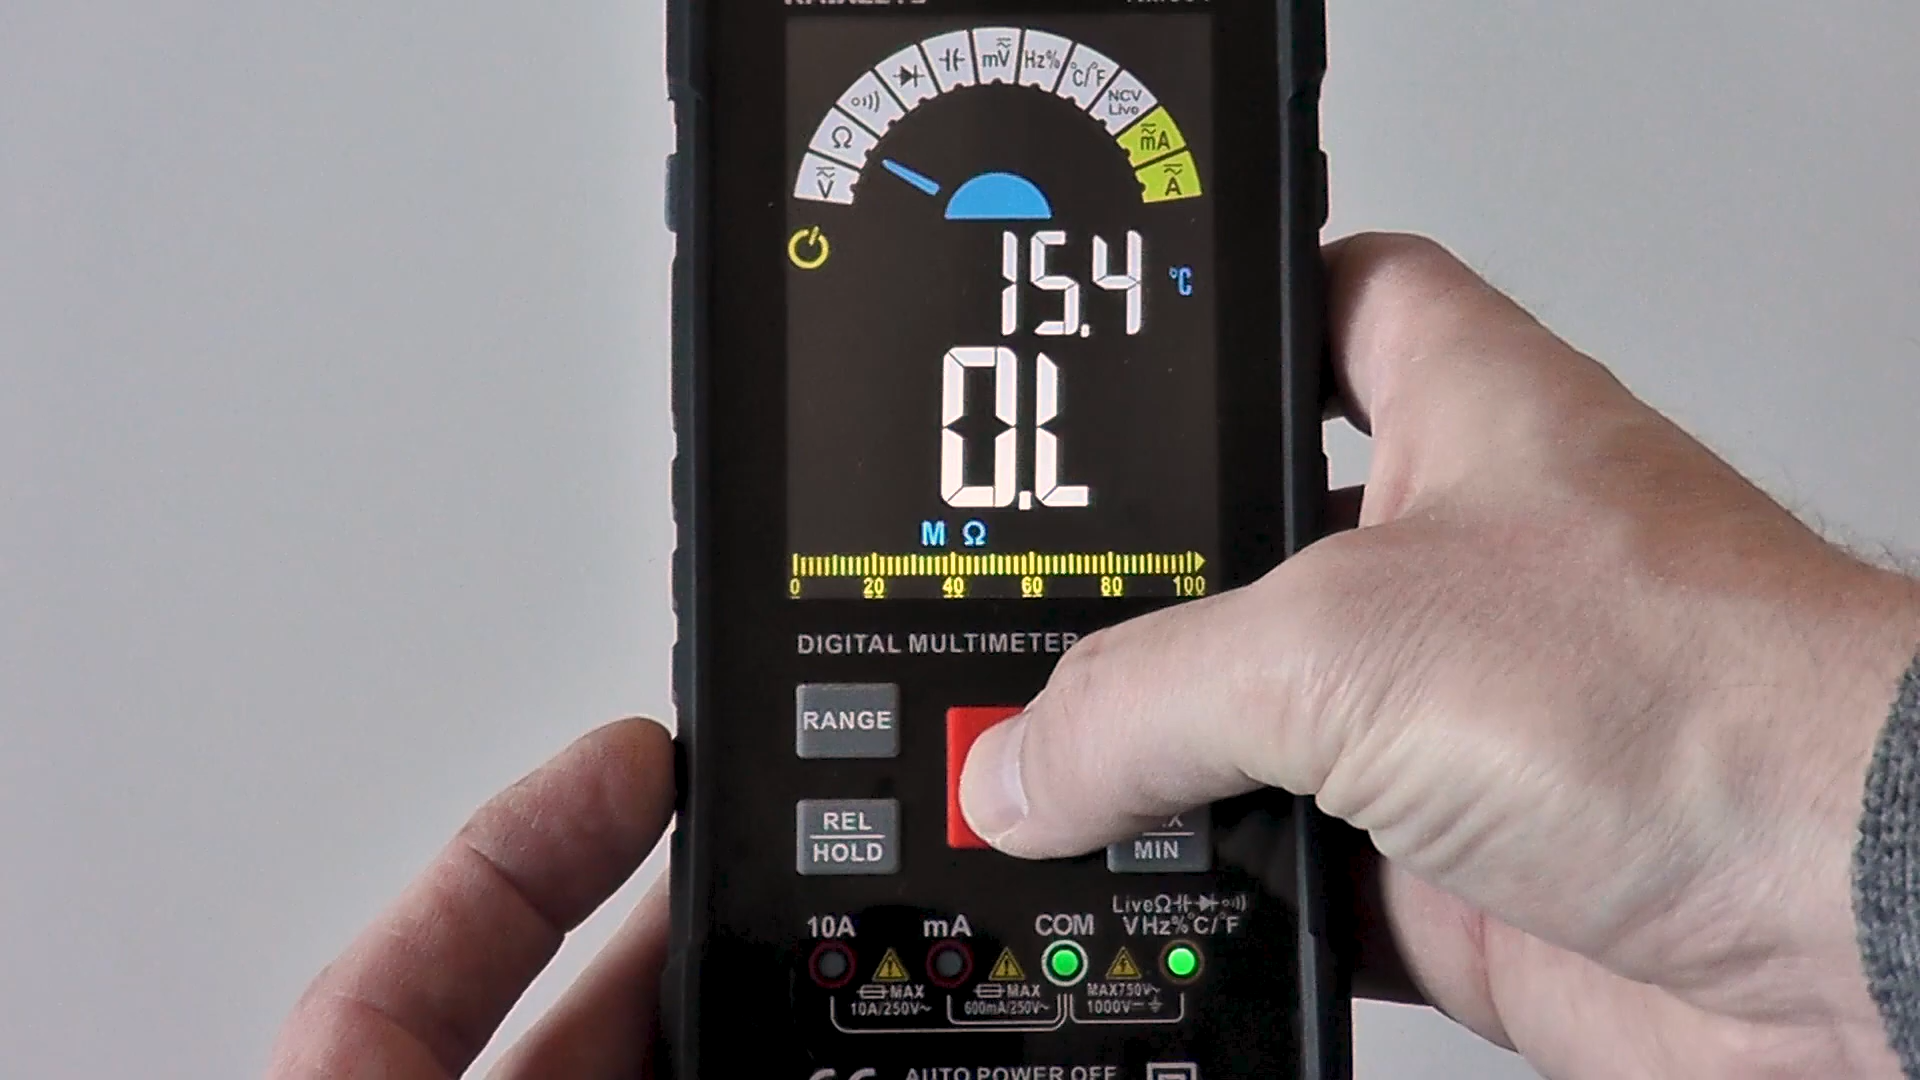 V Ω mV Hz% °C/°F NCV Live mA A
15.4 °C
0.L
M Ω
0 20 40 60 80 100
DIGITAL MULTIMETER
RANGE
REL
HOLD
MIN
LiveΩ
10A mA COM V Hz%°C/°F
MAX MAX MAX750V~
10A/250V~ 600mA/250V~ 1000V
AUTO POWER OFF